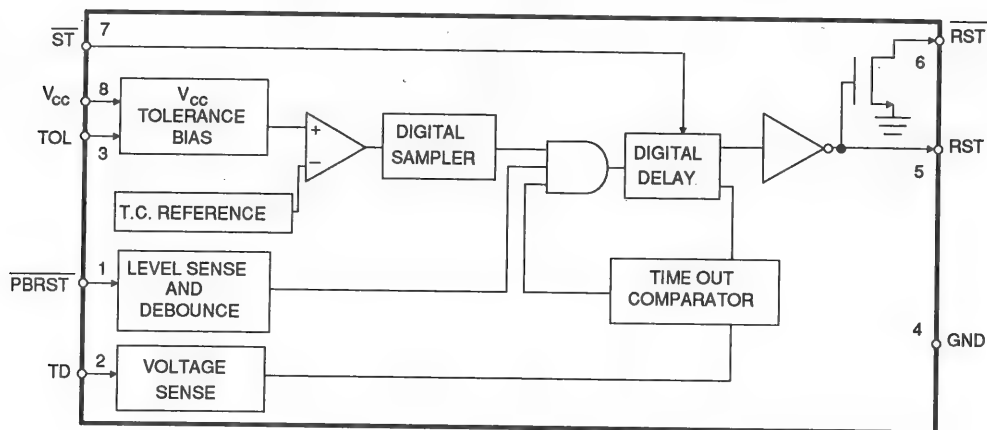 ST
7
RST
6
VCC
8
VCC
TOLERANCE
BIAS
TOL
3
+
−
DIGITAL
SAMPLER
DIGITAL
DELAY
RST
5
T.C. REFERENCE
PBRST
1
LEVEL SENSE
AND
DEBOUNCE
TIME OUT
COMPARATOR
4
GND
TD
2
VOLTAGE
SENSE